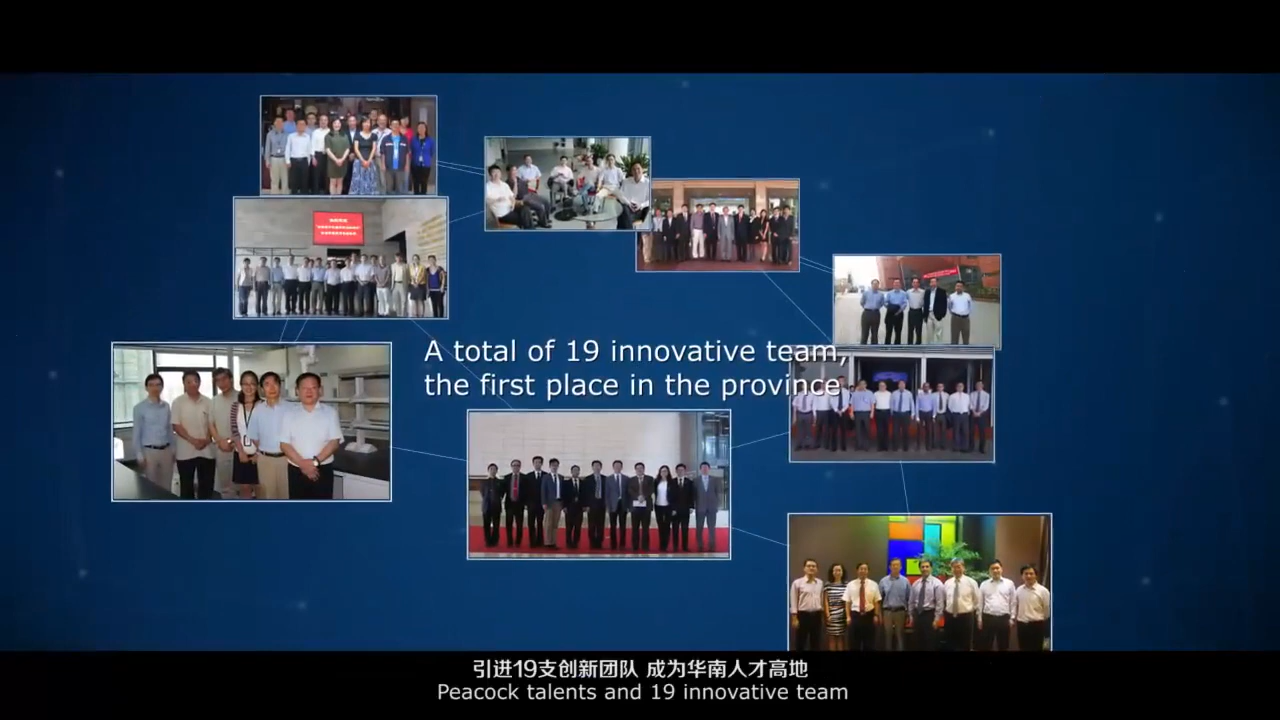 A total of 19 innovative team,
the first place in the province
引进19支创新团队 成为华南人才高地
Peacock talents and 19 innovative team